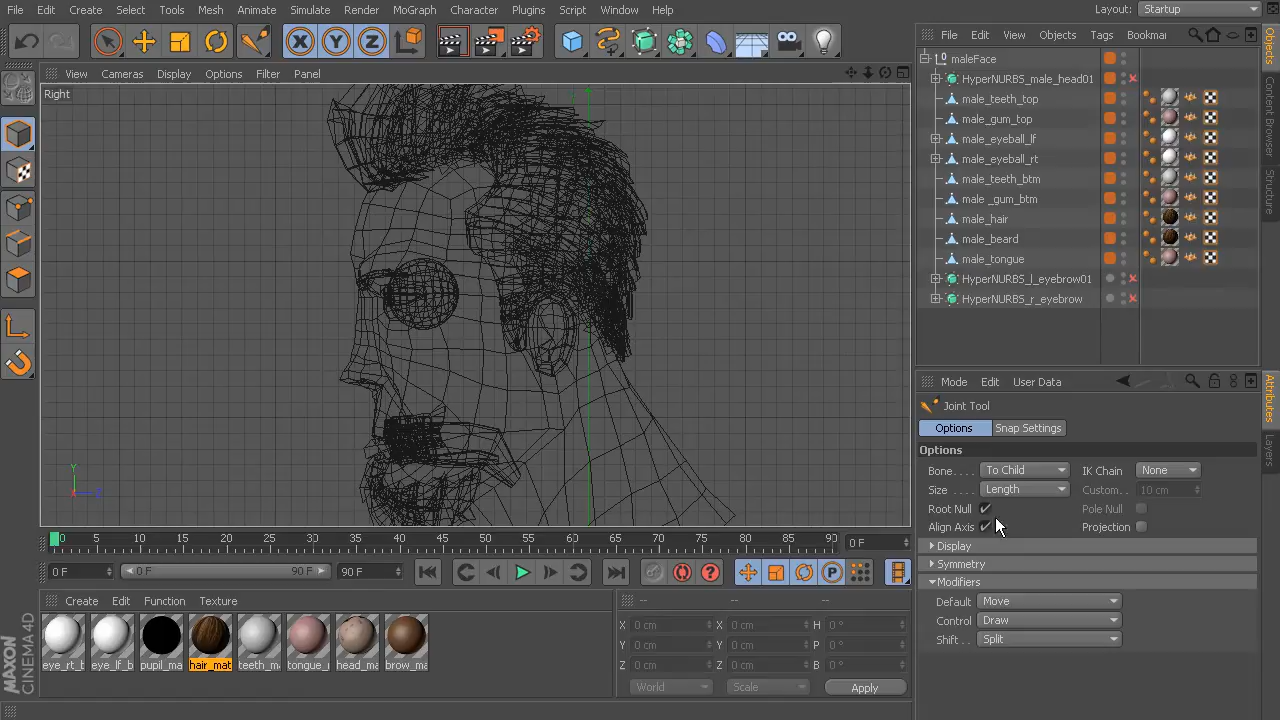 File Edit Create Select Tools Mesh Animate Simulate Render MoGraph Character Plugins Script Window Help Layout: Startup
View Cameras Display Options Filter Panel
Right
File Edit View Objects Tags Bookmar
maleFace
HyperNURBS_male_head01
male_teeth_top
male_gum_top
male_eyeball_lf
male_eyeball_rt
male_teeth_btm
male _gum_btm
male_hair
male_beard
male_tongue
HyperNURBS_l_eyebrow01
HyperNURBS_r_eyebrow
Objects
Content Browser
Structure
Mode Edit User Data
Joint Tool
Options Snap Settings
Options
Bone. . . . To Child IK Chain None
Size . . . . Length Custom. . 10 cm
Root Null Pole Null
Align Axis Projection
Display
Symmetry
Modifiers
Default Move
Control Draw
Shift . . Split
Attributes
Layers
Y
0 5 10 15 20 25 30 35 40 45 50 55 60 65 70 75 80 85 90 0 F
0 F 0 F 90 F 90 F
Create Edit Function Texture
eye_rt_b eye_lf_b pupil_ma hair_mat teeth_m tongue_ head_ma brow_ma
-- -- --
X 0 cm X 0 cm H 0 °
Y 0 cm Y 0 cm P 0 °
Z 0 cm Z 0 cm B 0 °
World Scale Apply
MAXON
CINEMA 4D